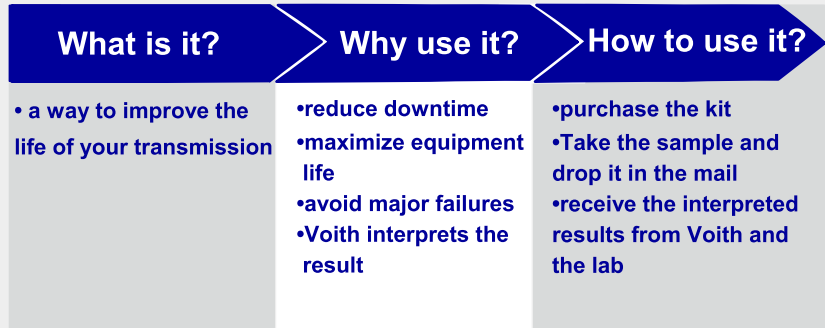 What is it?
• a way to improve the
life of your transmission
Why use it?
•reduce downtime
•maximize equipment
life
•avoid major failures
•Voith interprets the
result
How to use it?
•purchase the kit
•Take the sample and
drop it in the mail
•receive the interpreted
results from Voith and
the lab